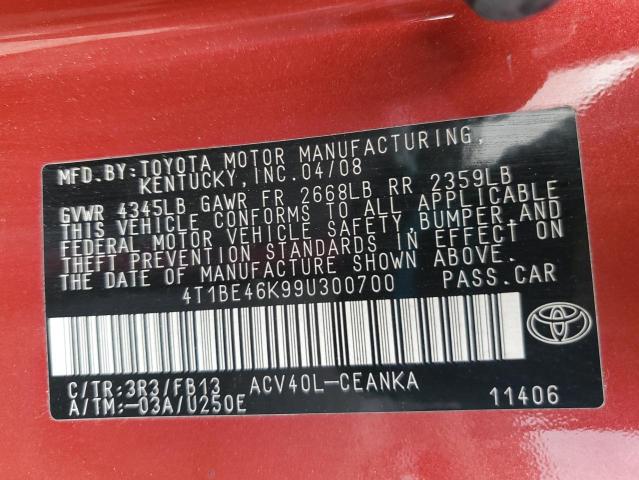 MFD.BY:TOYOTA MOTOR MANUFACTURING,
KENTUCKY,INC.04/08
GVWR 4345LB GAWR FR 2668LB RR 2359LB
THIS VEHICLE CONFORMS TO ALL APPLICABLE
FEDERAL MOTOR VEHICLE SAFETY,BUMPER,AND
THEFT PREVENTION STANDARDS IN EFFECT ON
THE DATE OF MANUFACTURE SHOWN ABOVE.
4T1BE46K99U300700 PASS.CAR
C/TR:3R3/FB13 ACV40L-CEANKA
A/TM:-03A/U250E 11406